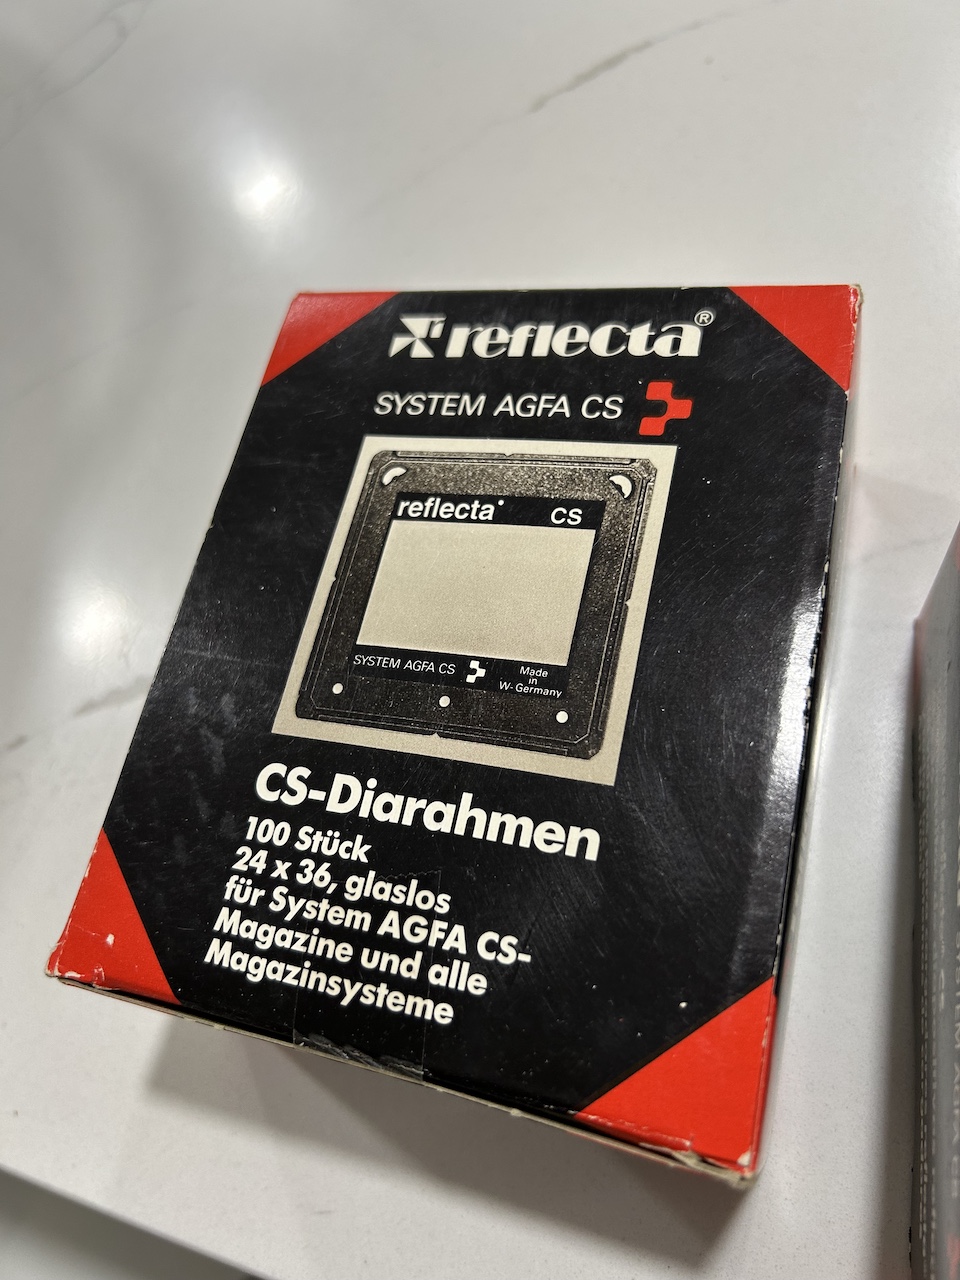 reflecta®
SYSTEM AGFA CS
reflecta CS
SYSTEM AGFA CS
Made
in
W-Germany
CS-Diarahmen
100 Stück
24 x 36, glaslos
für System AGFA CS-
Magazine und alle
Magazinsysteme